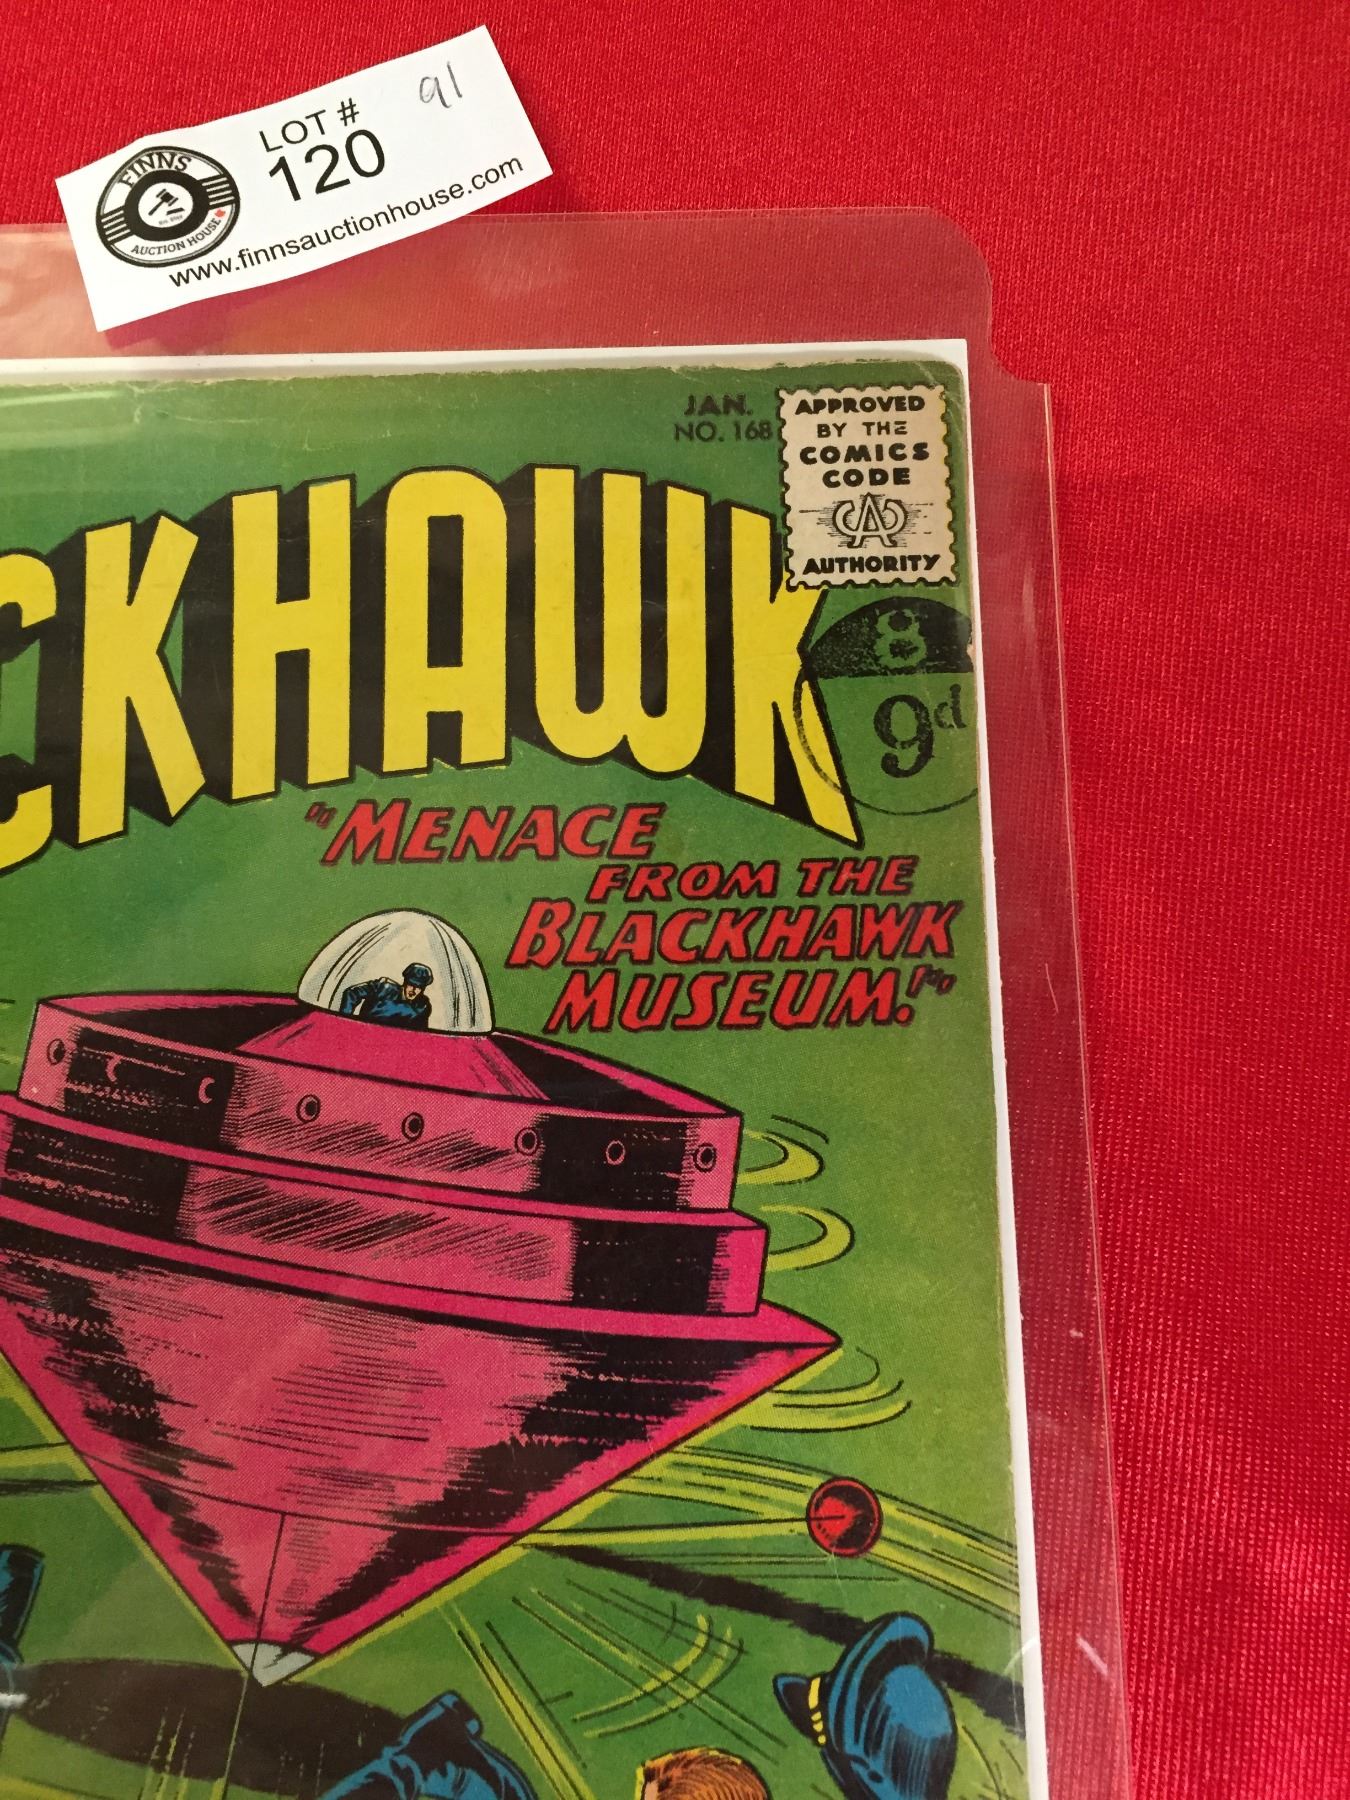 91
LOT #
120
FINNS
AUCTION HOUSE
www.finnsauctionhouse.com
JAN.
NO. 168
APPROVED
BY THE
COMICS
CODE
CA
AUTHORITY
CKHAWK
8
9d
"MENACE
FROM THE
BLACKHAWK
MUSEUM!"